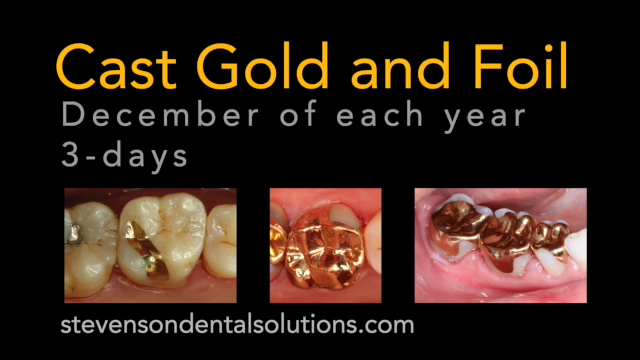 Cast Gold and Foil
December of each year
3-days
stevensondentalsolutions.com